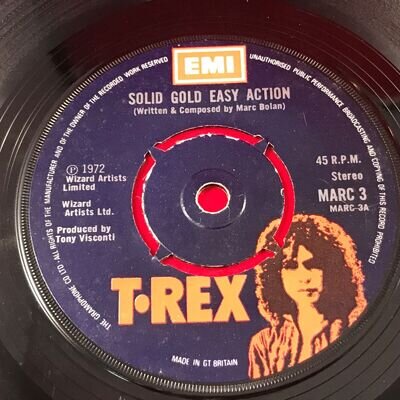 EMI
SOLID GOLD EASY ACTION
(Written & Composed by Marc Bolan)
℗ 1972
Wizard Artists
Limited
Wizard
Artists Ltd.
Produced by
Tony Visconti
45 R.P.M.
Stereo
MARC 3
MARC-3A
T•REX
MADE IN GT BRITAIN
THE GRAMOPHONE CO LTD · ALL RIGHTS OF THE MANUFACTURER AND OF THE OWNER OF THE RECORDED WORK RESERVED
UNAUTHORISED PUBLIC PERFORMANCE BROADCASTING AND COPYING OF THIS RECORD PROHIBITED